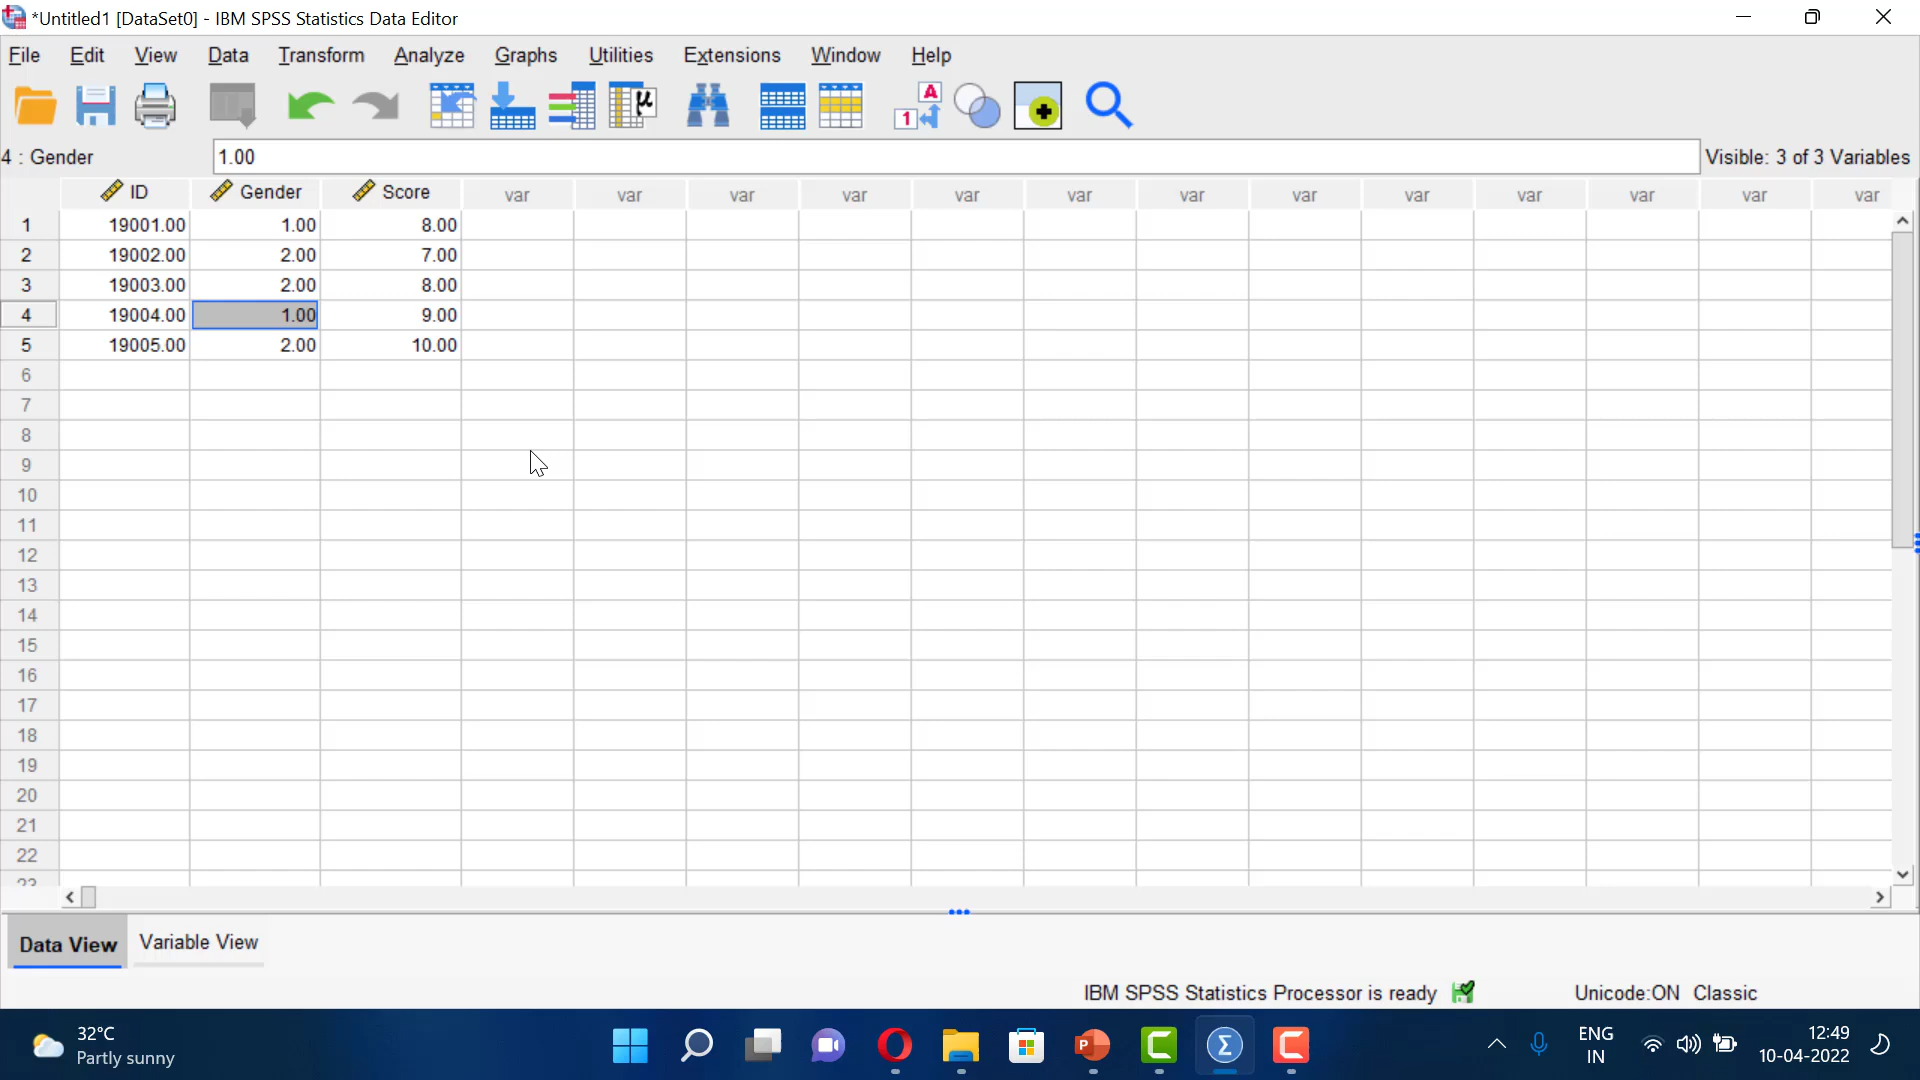 *Untitled1 [DataSet0] - IBM SPSS Statistics Data Editor
File Edit View Data Transform Analyze Graphs Utilities Extensions Window Help
4 : Gender 1.00 Visible: 3 of 3 Variables
ID Gender Score var var var var var var var var var var var var var
1 19001.00 1.00 8.00
2 19002.00 2.00 7.00
3 19003.00 2.00 8.00
4 19004.00 1.00 9.00
5 19005.00 2.00 10.00
6
7
8
9
10
11
12
13
14
15
16
17
18
19
20
21
22
23
Data View Variable View
IBM SPSS Statistics Processor is ready Unicode:ON Classic
32°C ENG 12:49
Partly sunny IN 10-04-2022